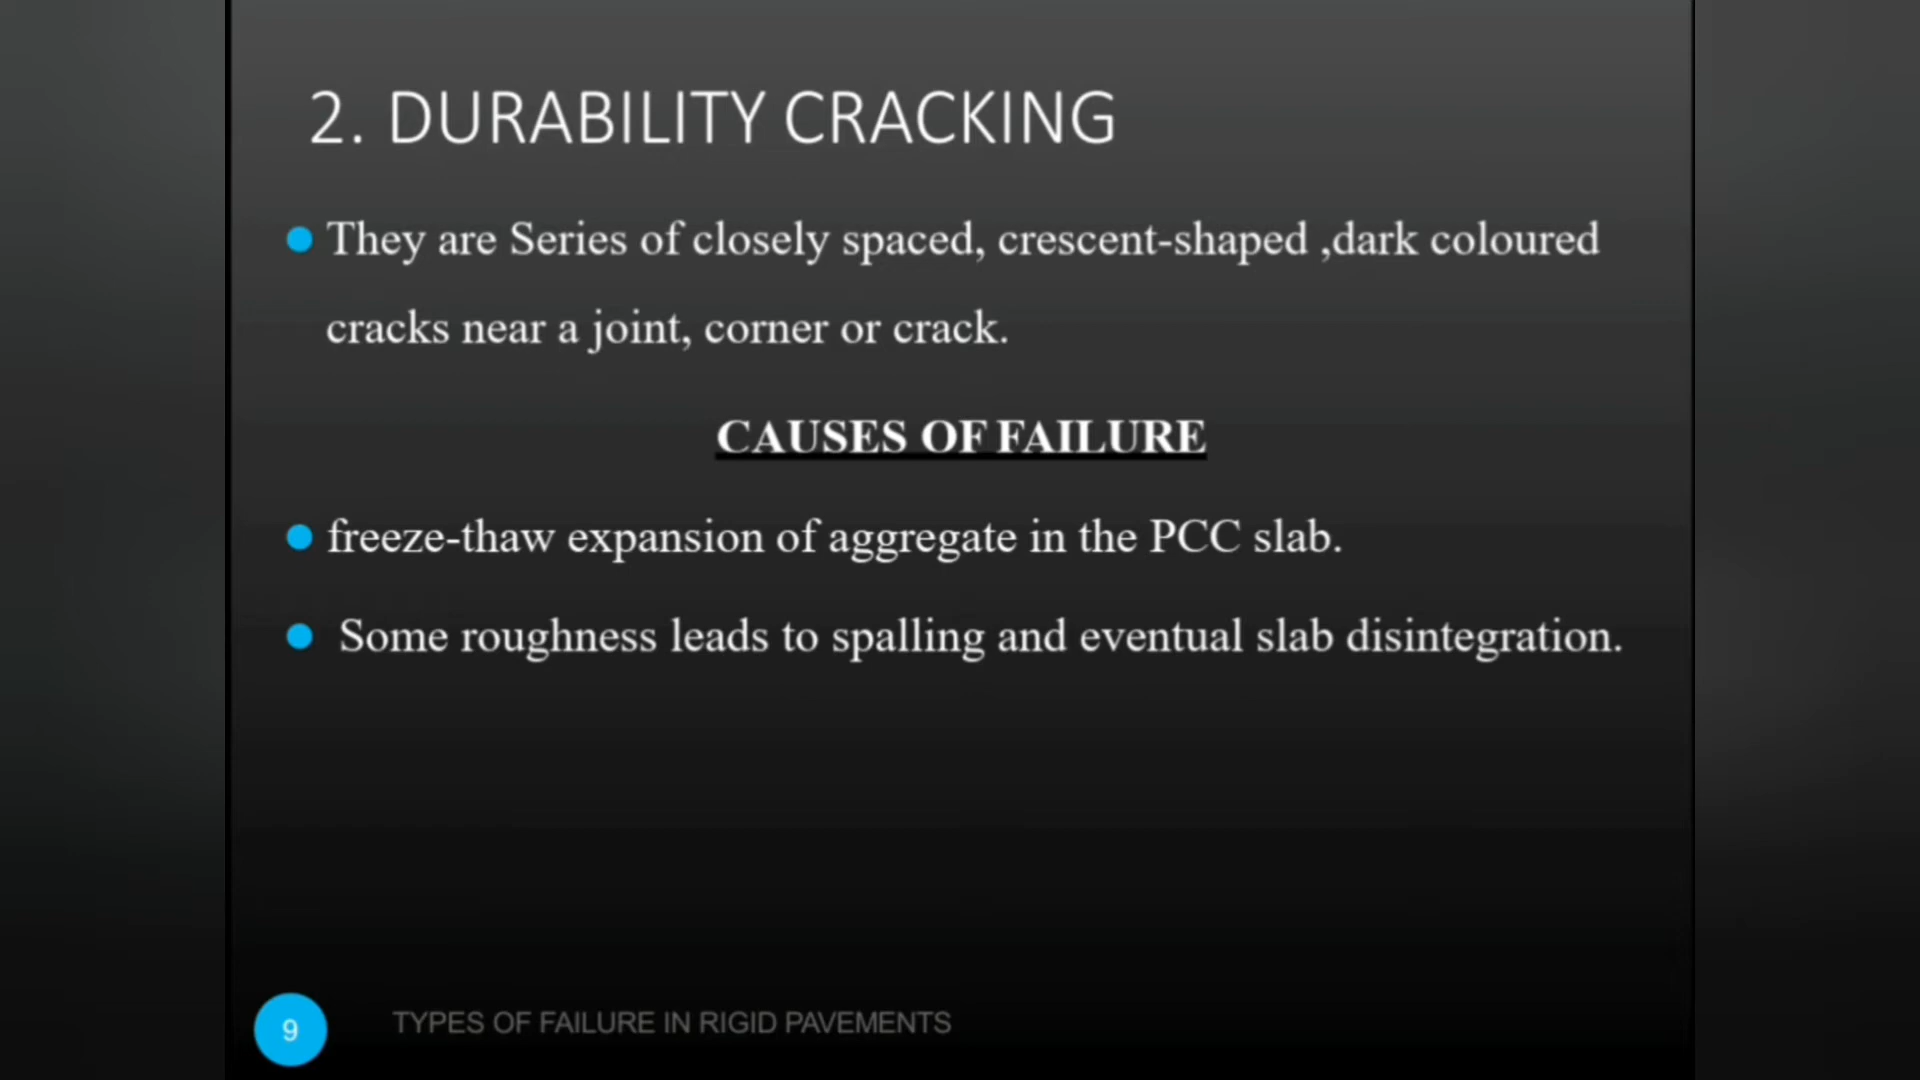 2. DURABILITY CRACKING
They are Series of closely spaced, crescent-shaped ,dark coloured
cracks near a joint, corner or crack.
CAUSES OF FAILURE
freeze-thaw expansion of aggregate in the PCC slab.
Some roughness leads to spalling and eventual slab disintegration.
9 TYPES OF FAILURE IN RIGID PAVEMENTS